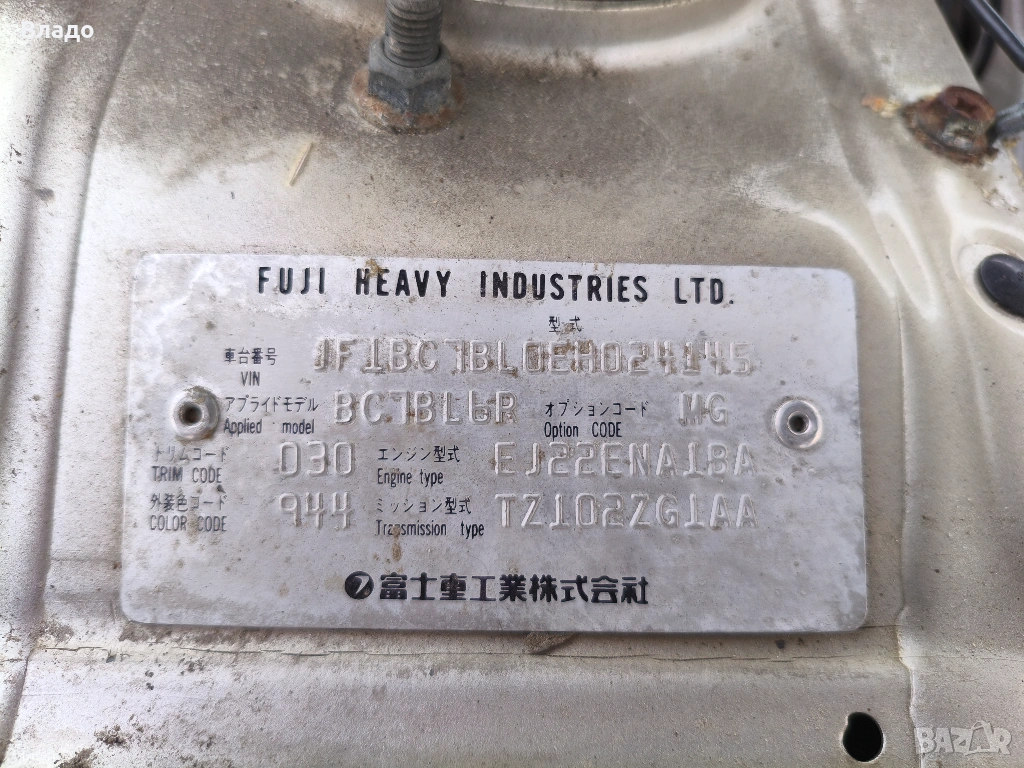 Владо
FUJI HEAVY INDUSTRIES LTD.
型式
車台番号 JF1BC7BL0EH024145
VIN
アプライドモデル BC7BL6R オプションコード MG
Applied model Option CODE
トリムコード 030 エンジン型式 EJ22ENA1BA
TRIM CODE Engine type
外装色コード 944 ミッション型式 TZ102ZG1AA
COLOR CODE Transmission type
富士重工業株式会社
BAZAR